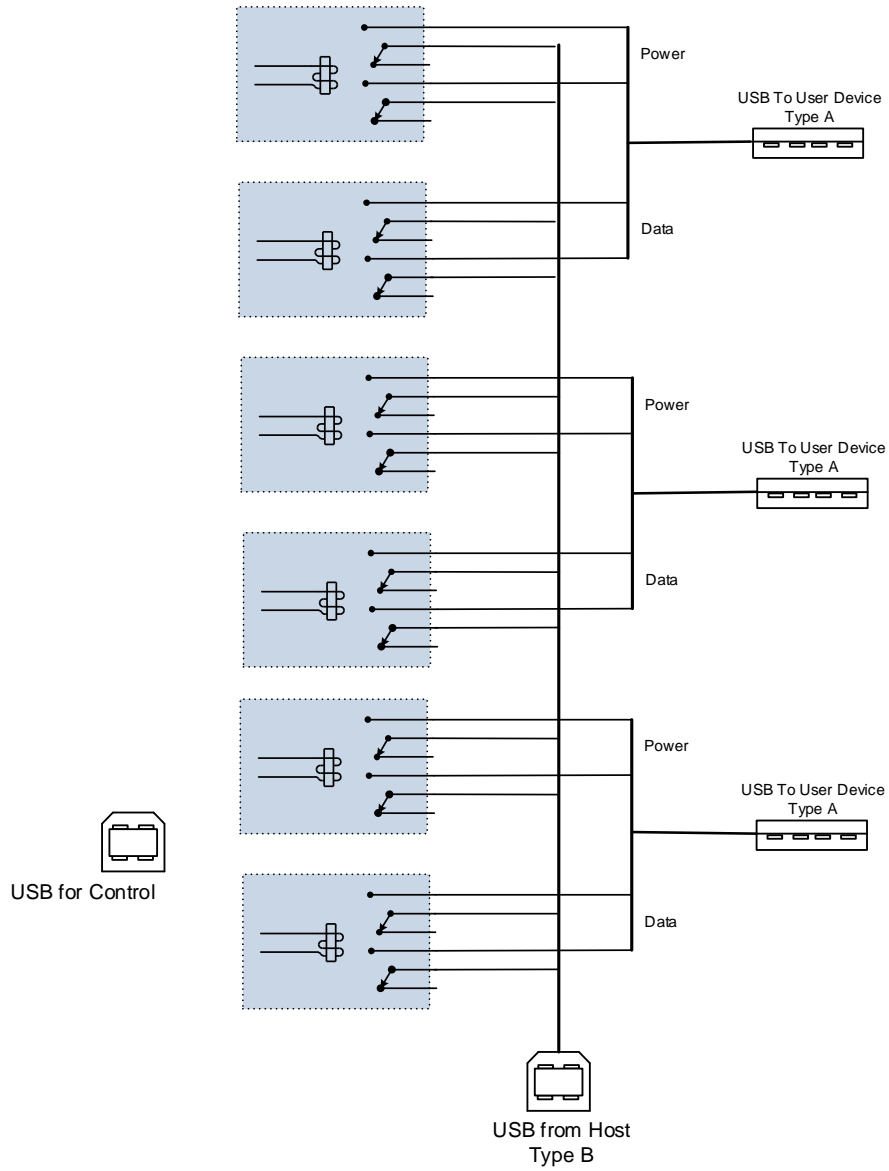 Power
USB To User Device
Type A
Data
Power
USB To User Device
Type A
Data
Power
USB To User Device
Type A
USB for Control
Data
USB from Host
Type B